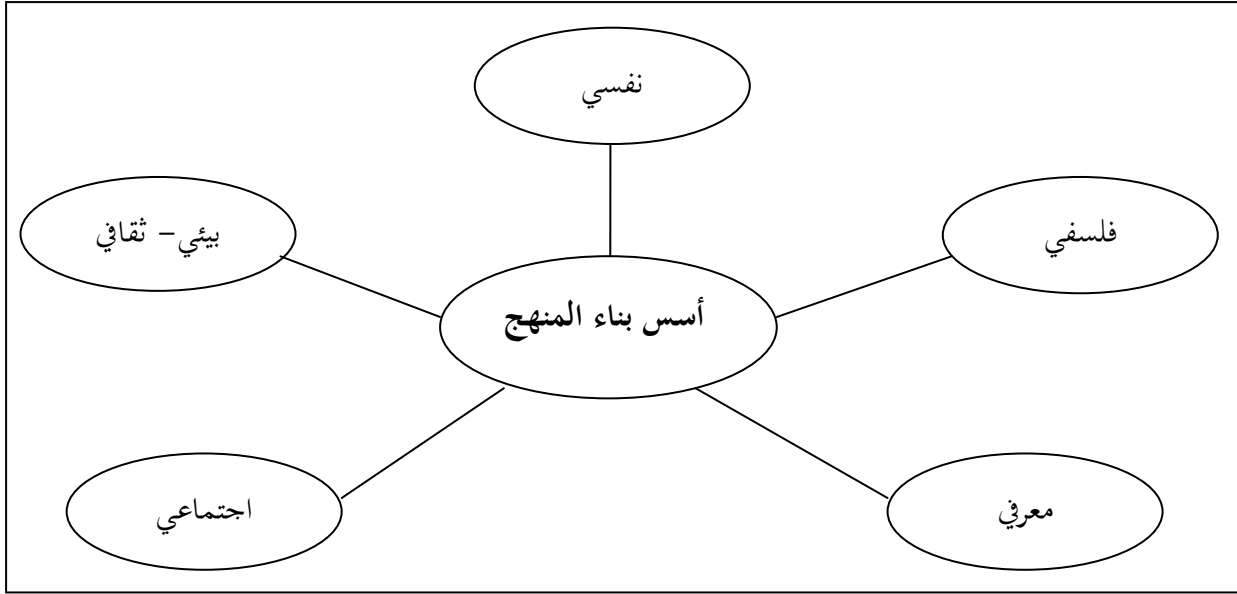 نفسي
فلسفي
بيئي– ثقافي
أسس بناء المنهج
معرفي
اجتماعي